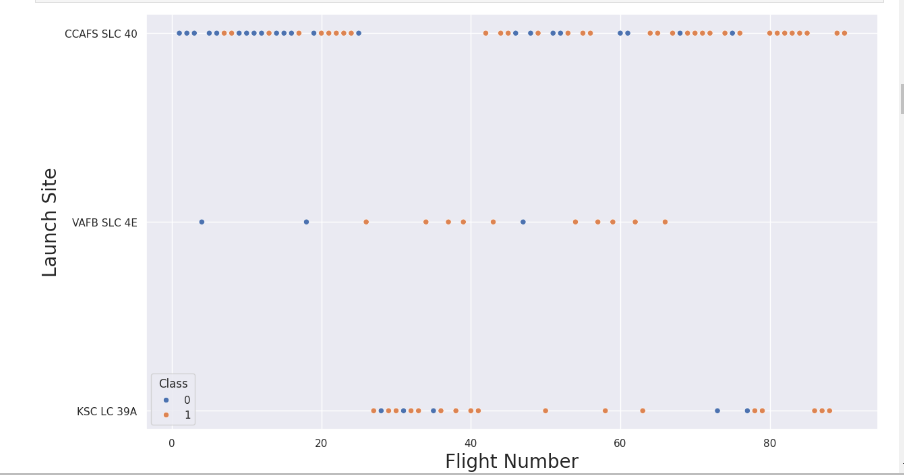 CCAFS SLC 40
VAFB SLC 4E
KSC LC 39A
Launch Site
Class
0
1
0 20 40 60 80
Flight Number